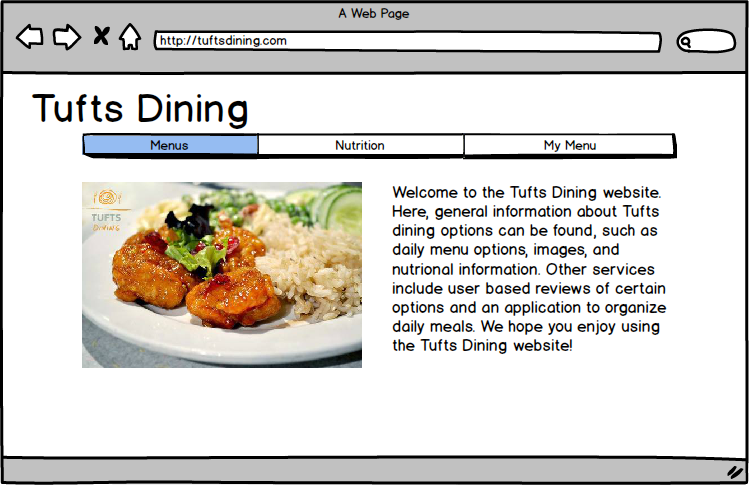 A Web Page
http://tuftsdining.com
Tufts Dining
Menus
Nutrition
My Menu
TUFTS
DINING
Welcome to the Tufts Dining website.
Here, general information about Tufts
dining options can be found, such as
daily menu options, images, and
nutrional information. Other services
include user based reviews of certain
options and an application to organize
daily meals. We hope you enjoy using
the Tufts Dining website!